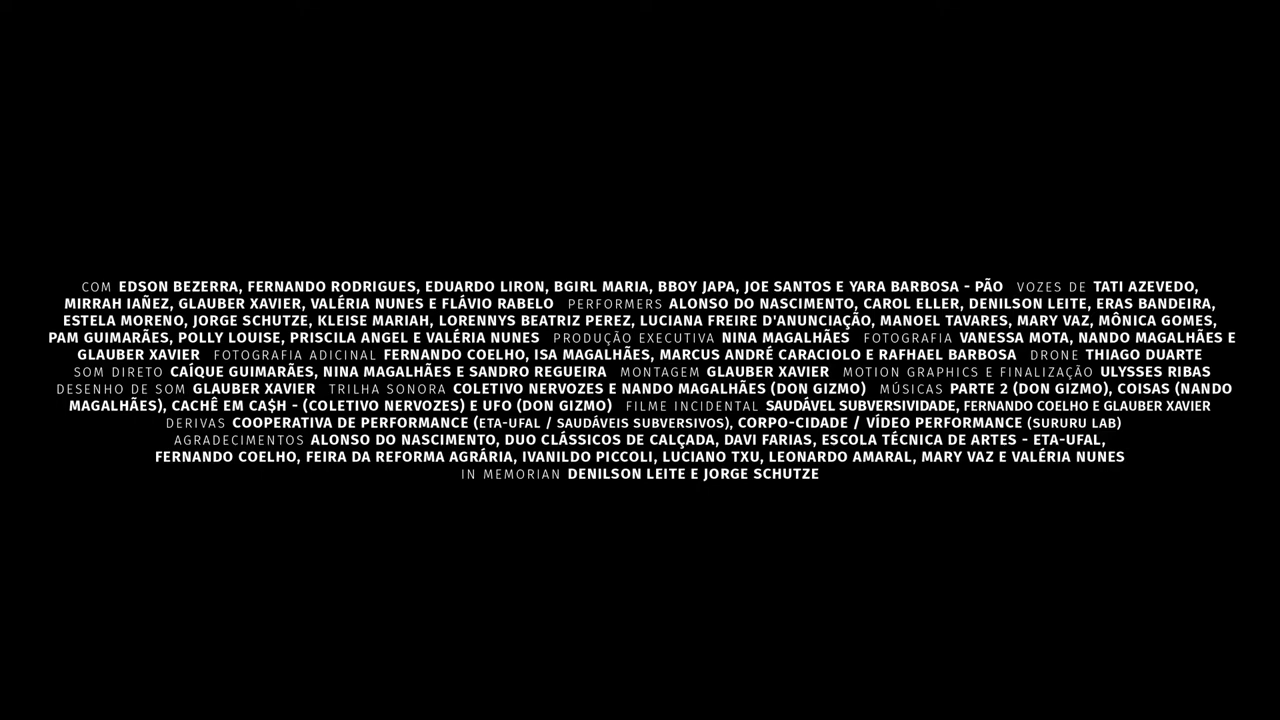 COM EDSON BEZERRA, FERNANDO RODRIGUES, EDUARDO LIRON, BGIRL MARIA, BBOY JAPA, JOE SANTOS E YARA BARBOSA - PÃO VOZES DE TATI AZEVEDO,
MIRRAH IAÑEZ, GLAUBER XAVIER, VALÉRIA NUNES E FLÁVIO RABELO PERFORMERS ALONSO DO NASCIMENTO, CAROL ELLER, DENILSON LEITE, ERAS BANDEIRA,
ESTELA MORENO, JORGE SCHUTZE, KLEISE MARIAH, LORENNYS BEATRIZ PEREZ, LUCIANA FREIRE D'ANUNCIAÇÃO, MANOEL TAVARES, MARY VAZ, MÔNICA GOMES,
PAM GUIMARÃES, POLLY LOUISE, PRISCILA ANGEL E VALÉRIA NUNES PRODUÇÃO EXECUTIVA NINA MAGALHÃES FOTOGRAFIA VANESSA MOTA, NANDO MAGALHÃES E
GLAUBER XAVIER FOTOGRAFIA ADICINAL FERNANDO COELHO, ISA MAGALHÃES, MARCUS ANDRÉ CARACIOLO E RAFHAEL BARBOSA DRONE THIAGO DUARTE
SOM DIRETO CAÍQUE GUIMARÃES, NINA MAGALHÃES E SANDRO REGUEIRA MONTAGEM GLAUBER XAVIER MOTION GRAPHICS E FINALIZAÇÃO ULYSSES RIBAS
DESENHO DE SOM GLAUBER XAVIER TRILHA SONORA COLETIVO NERVOZES E NANDO MAGALHÃES (DON GIZMO) MÚSICAS PARTE 2 (DON GIZMO), COISAS (NANDO
MAGALHÃES), CACHÊ EM CA$H - (COLETIVO NERVOZES) E UFO (DON GIZMO) FILME INCIDENTAL SAUDÁVEL SUBVERSIVIDADE, FERNANDO COELHO E GLAUBER XAVIER
DERIVAS COOPERATIVA DE PERFORMANCE (ETA-UFAL / SAUDÁVEIS SUBVERSIVOS), CORPO-CIDADE / VÍDEO PERFORMANCE (SURURU LAB)
AGRADECIMENTOS ALONSO DO NASCIMENTO, DUO CLÁSSICOS DE CALÇADA, DAVI FARIAS, ESCOLA TÉCNICA DE ARTES - ETA-UFAL,
FERNANDO COELHO, FEIRA DA REFORMA AGRÁRIA, IVANILDO PICCOLI, LUCIANO TXU, LEONARDO AMARAL, MARY VAZ E VALÉRIA NUNES
IN MEMORIAN DENILSON LEITE E JORGE SCHUTZE